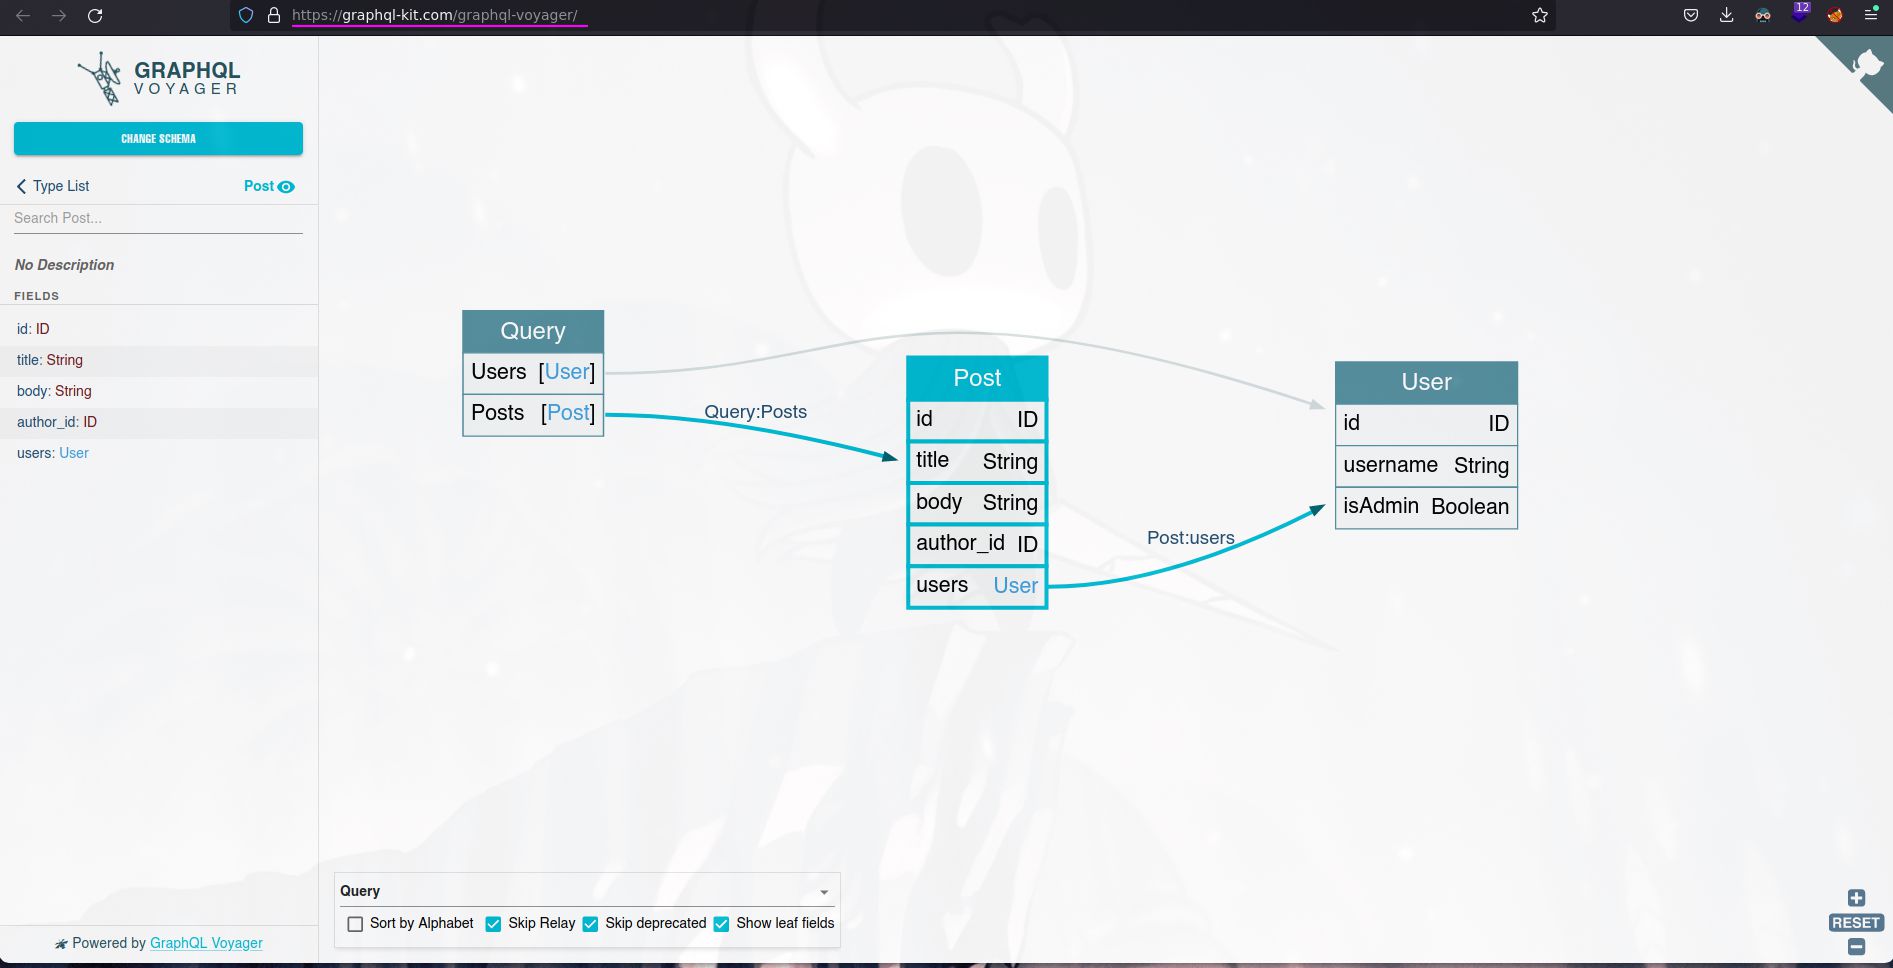 https://graphql-kit.com/graphql-voyager/
12
GRAPHQL
VOYAGER
CHANGE SCHEMA
Type List Post
Search Post...
No Description
FIELDS
id: ID
title: String
body: String
author_id: ID
users: User
Powered by GraphQL Voyager
Query
Users [User]
Posts [Post]
Query:Posts
Post
id ID
title String
body String
author_id ID
users User
Post:users
User
id ID
username String
isAdmin Boolean
Query
Sort by Alphabet Skip Relay Skip deprecated Show leaf fields
RESET